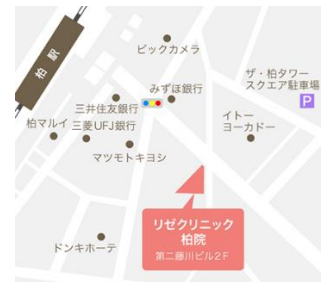 柏駅
ビックカメラ
みずほ銀行
ザ・柏タワー
スクエア駐車場
P
三井住友銀行
柏マルイ
三菱UFJ銀行
イトー
ヨーカドー
マツモトキヨシ
リゼクリニック
柏院
第二藤川ビル2F
ドンキホーテ